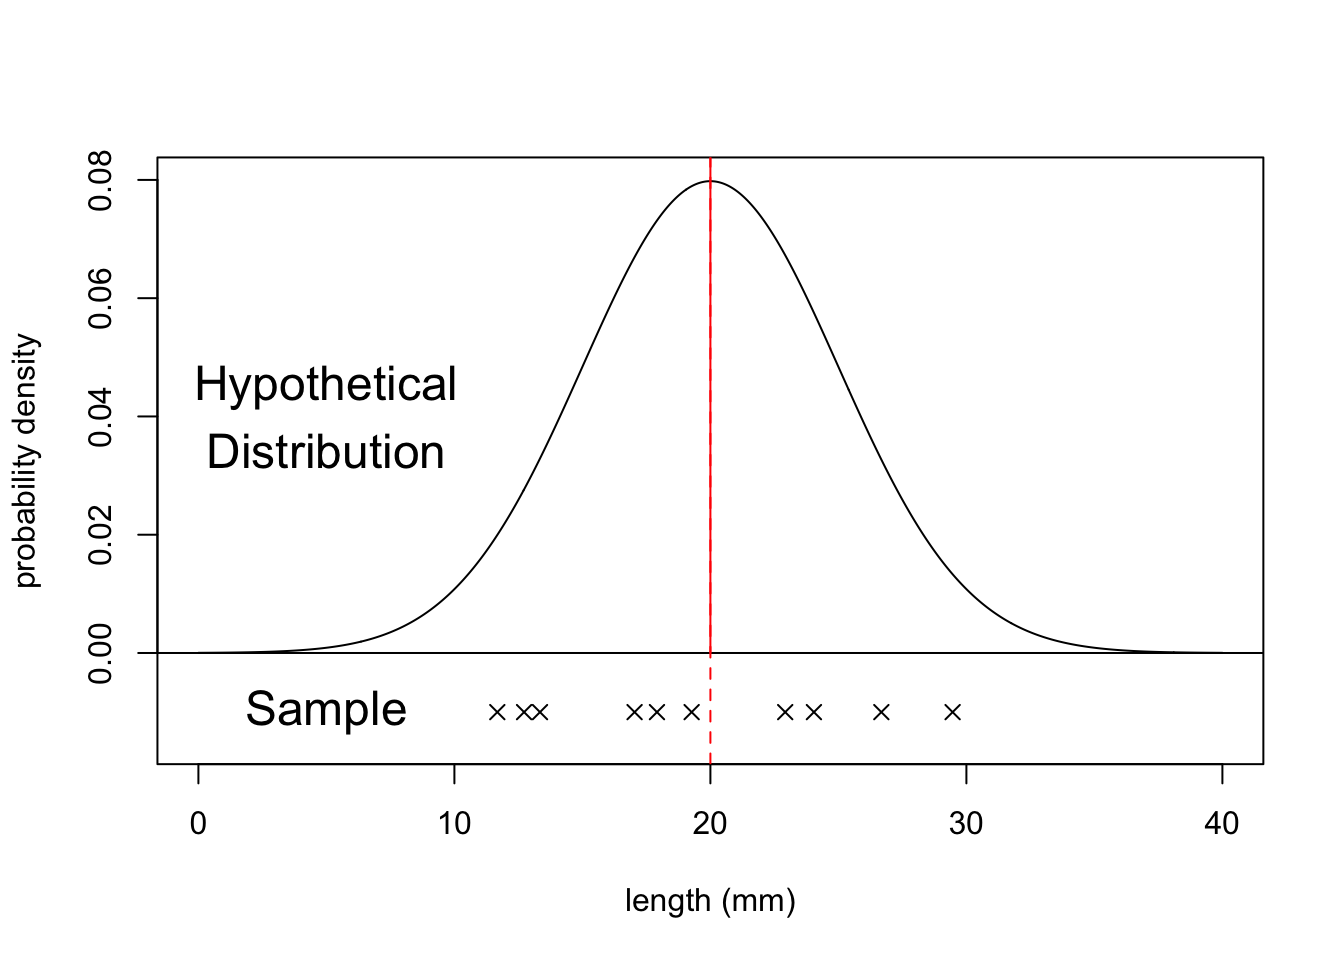 0.08
0.06
0.04
0.02
0.00
probability density
Hypothetical
Distribution
Sample
0 10 20 30 40
length (mm)